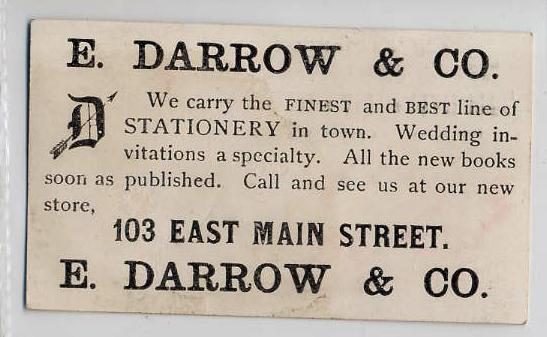 E. DARROW & CO.
D We carry the FINEST and BEST line of
STATIONERY in town. Wedding in-
vitations a specialty. All the new books
soon as published. Call and see us at our new
store,
103 EAST MAIN STREET.
E. DARROW & CO.